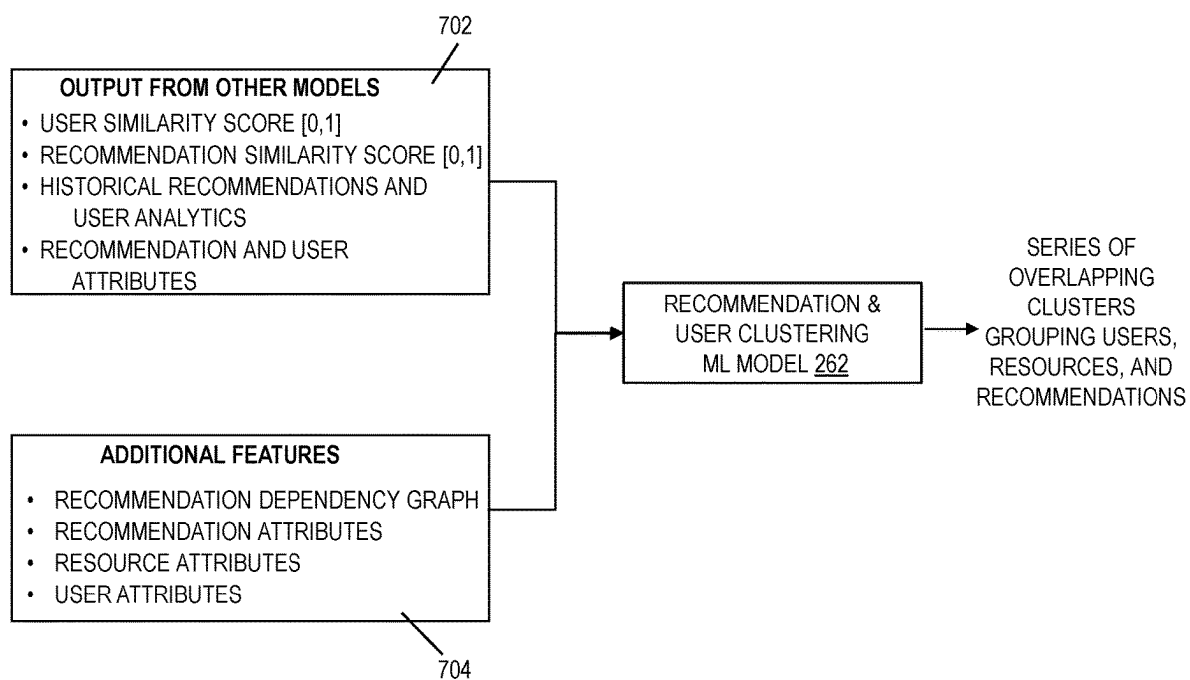 702
OUTPUT FROM OTHER MODELS
• USER SIMILARITY SCORE [0,1]
• RECOMMENDATION SIMILARITY SCORE [0,1]
• HISTORICAL RECOMMENDATIONS AND
USER ANALYTICS
• RECOMMENDATION AND USER
ATTRIBUTES
RECOMMENDATION &
USER CLUSTERING
ML MODEL 262
SERIES OF
OVERLAPPING
CLUSTERS
GROUPING USERS,
RESOURCES, AND
RECOMMENDATIONS
ADDITIONAL FEATURES
• RECOMMENDATION DEPENDENCY GRAPH
• RECOMMENDATION ATTRIBUTES
• RESOURCE ATTRIBUTES
• USER ATTRIBUTES
704